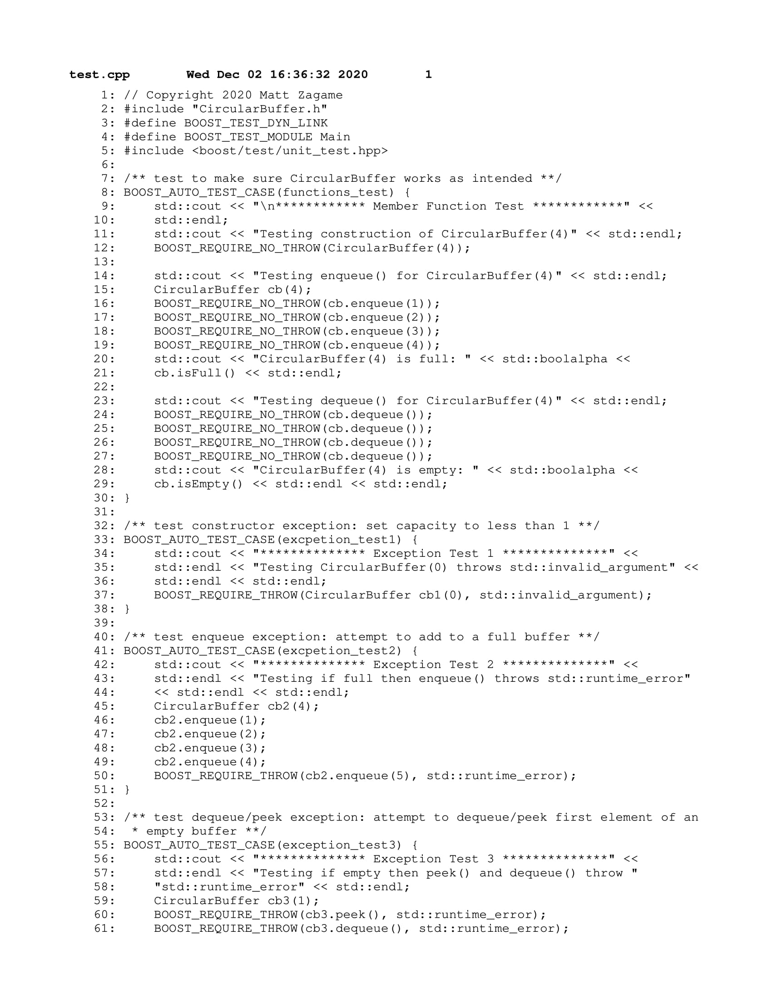 test.cpp Wed Dec 02 16:36:32 2020 1
1: // Copyright 2020 Matt Zagame
2: #include "CircularBuffer.h"
3: #define BOOST_TEST_DYN_LINK
4: #define BOOST_TEST_MODULE Main
5: #include <boost/test/unit_test.hpp>
6:
7: /** test to make sure CircularBuffer works as intended **/
8: BOOST_AUTO_TEST_CASE(functions_test) {
9:     std::cout << "\n************ Member Function Test ************" <<
10:     std::endl;
11:     std::cout << "Testing construction of CircularBuffer(4)" << std::endl;
12:     BOOST_REQUIRE_NO_THROW(CircularBuffer(4));
13:
14:     std::cout << "Testing enqueue() for CircularBuffer(4)" << std::endl;
15:     CircularBuffer cb(4);
16:     BOOST_REQUIRE_NO_THROW(cb.enqueue(1));
17:     BOOST_REQUIRE_NO_THROW(cb.enqueue(2));
18:     BOOST_REQUIRE_NO_THROW(cb.enqueue(3));
19:     BOOST_REQUIRE_NO_THROW(cb.enqueue(4));
20:     std::cout << "CircularBuffer(4) is full: " << std::boolalpha <<
21:     cb.isFull() << std::endl;
22:
23:     std::cout << "Testing dequeue() for CircularBuffer(4)" << std::endl;
24:     BOOST_REQUIRE_NO_THROW(cb.dequeue());
25:     BOOST_REQUIRE_NO_THROW(cb.dequeue());
26:     BOOST_REQUIRE_NO_THROW(cb.dequeue());
27:     BOOST_REQUIRE_NO_THROW(cb.dequeue());
28:     std::cout << "CircularBuffer(4) is empty: " << std::boolalpha <<
29:     cb.isEmpty() << std::endl << std::endl;
30: }
31:
32: /** test constructor exception: set capacity to less than 1 **/
33: BOOST_AUTO_TEST_CASE(excpetion_test1) {
34:     std::cout << "************** Exception Test 1 **************" <<
35:     std::endl << "Testing CircularBuffer(0) throws std::invalid_argument" <<
36:     std::endl << std::endl;
37:     BOOST_REQUIRE_THROW(CircularBuffer cb1(0), std::invalid_argument);
38: }
39:
40: /** test enqueue exception: attempt to add to a full buffer **/
41: BOOST_AUTO_TEST_CASE(excpetion_test2) {
42:     std::cout << "************** Exception Test 2 **************" <<
43:     std::endl << "Testing if full then enqueue() throws std::runtime_error"
44:     << std::endl << std::endl;
45:     CircularBuffer cb2(4);
46:     cb2.enqueue(1);
47:     cb2.enqueue(2);
48:     cb2.enqueue(3);
49:     cb2.enqueue(4);
50:     BOOST_REQUIRE_THROW(cb2.enqueue(5), std::runtime_error);
51: }
52:
53: /** test dequeue/peek exception: attempt to dequeue/peek first element of an
54:  * empty buffer **/
55: BOOST_AUTO_TEST_CASE(exception_test3) {
56:     std::cout << "************** Exception Test 3 **************" <<
57:     std::endl << "Testing if empty then peek() and dequeue() throw "
58:     "std::runtime_error" << std::endl;
59:     CircularBuffer cb3(1);
60:     BOOST_REQUIRE_THROW(cb3.peek(), std::runtime_error);
61:     BOOST_REQUIRE_THROW(cb3.dequeue(), std::runtime_error);